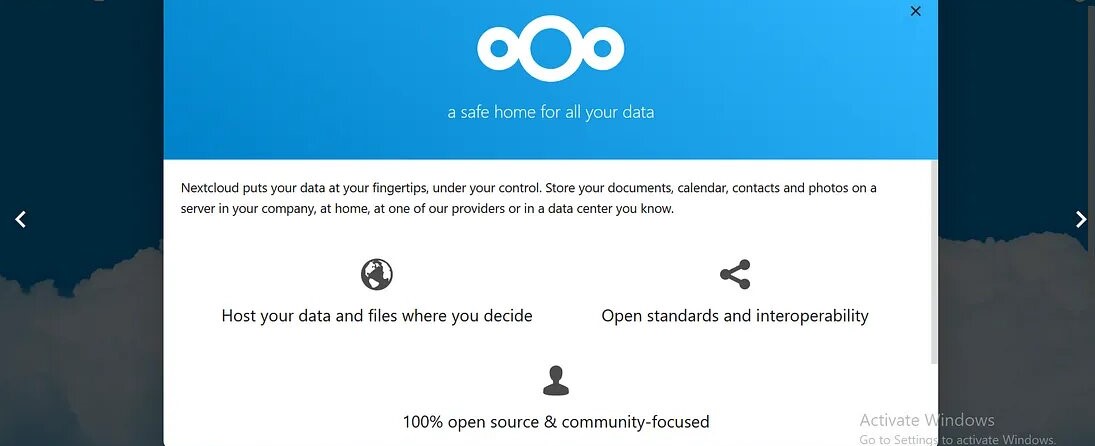 a safe home for all your data
Nextcloud puts your data at your fingertips, under your control. Store your documents, calendar, contacts and photos on a
server in your company, at home, at one of our providers or in a data center you know.
Host your data and files where you decide
Open standards and interoperability
100% open source & community-focused
Activate Windows
Go to Settings to activate Windows.